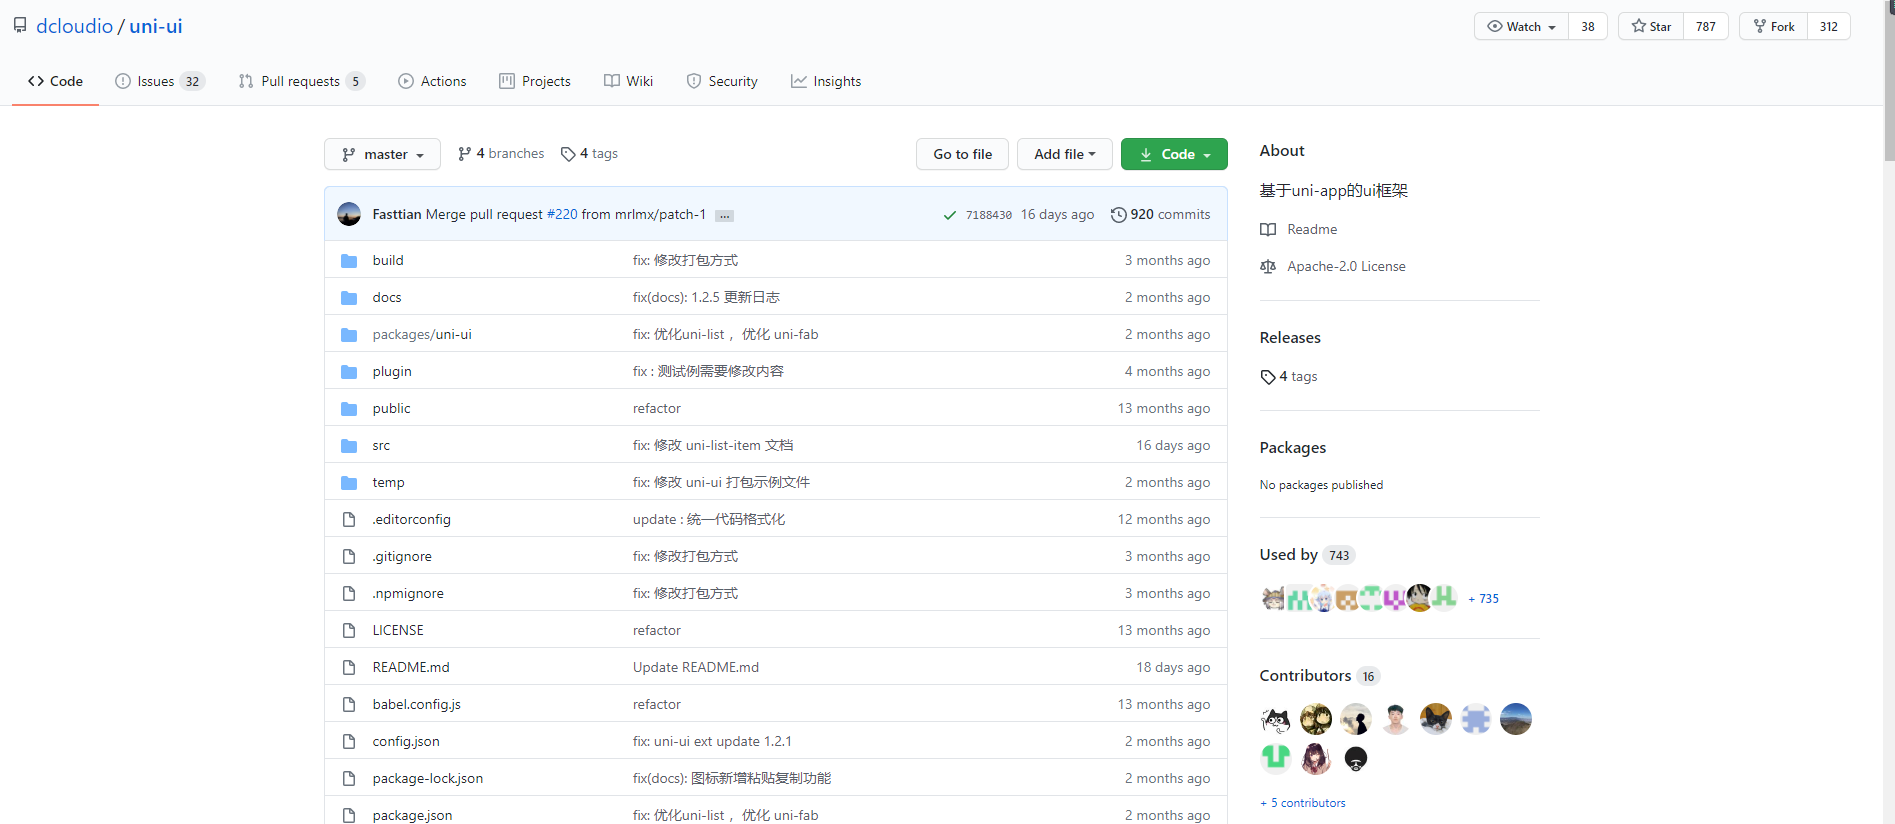 dcloudio / uni-ui
Watch 38 Star 787 Fork 312
Code Issues 32 Pull requests 5 Actions Projects Wiki Security Insights
master 4 branches 4 tags Go to file Add file Code
Fasttian Merge pull request #220 from mrlmx/patch-1 ... 7188430 16 days ago 920 commits
build fix: 修改打包方式 3 months ago
docs fix(docs): 1.2.5 更新日志 2 months ago
packages/uni-ui fix: 优化uni-list ，优化 uni-fab 2 months ago
plugin fix : 测试例需要修改内容 4 months ago
public refactor 13 months ago
src fix: 修改 uni-list-item 文档 16 days ago
temp fix: 修改 uni-ui 打包示例文件 2 months ago
.editorconfig update : 统一代码格式化 12 months ago
.gitignore fix: 修改打包方式 3 months ago
.npmignore fix: 修改打包方式 3 months ago
LICENSE refactor 13 months ago
README.md Update README.md 18 days ago
babel.config.js refactor 13 months ago
config.json fix: uni-ui ext update 1.2.1 2 months ago
package-lock.json fix(docs): 图标新增粘贴复制功能 2 months ago
package.json fix: 优化uni-list ，优化 uni-fab 2 months ago
About
基于uni-app的ui框架
Readme
Apache-2.0 License
Releases
4 tags
Packages
No packages published
Used by 743
+ 735
Contributors 16
+ 5 contributors